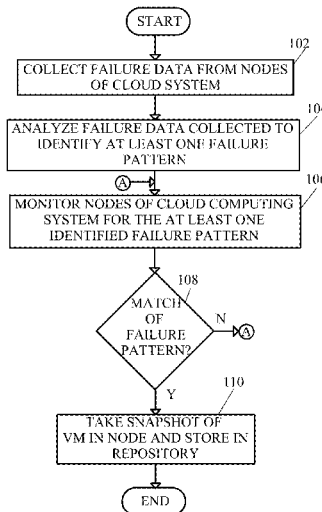 START
102
COLLECT FAILURE DATA FROM NODES
OF CLOUD SYSTEM
104
ANALYZE FAILURE DATA COLLECTED TO
IDENTIFY AT LEAST ONE FAILURE
PATTERN
A
106
MONITOR NODES OF CLOUD COMPUTING
SYSTEM FOR THE AT LEAST ONE
IDENTIFIED FAILURE PATTERN
108
MATCH
OF
FAILURE
PATTERN?
N
A
Y
110
TAKE SNAPSHOT OF
VM IN NODE AND STORE IN
REPOSITORY
END